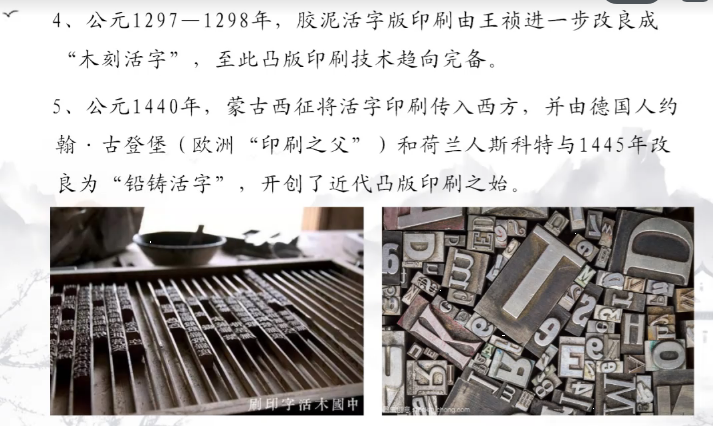 4、公元1297—1298年，胶泥活字版印刷由王祯进一步改良成
“木刻活字”，至此凸版印刷技术趋向完备。
5、公元1440年，蒙古西征将活字印刷传入西方，并由德国人约
翰·古登堡（欧洲“印刷之父”）和荷兰人斯科特与1445年改
良为“铅铸活字”，开创了近代凸版印刷之始。
刷印字活木國中